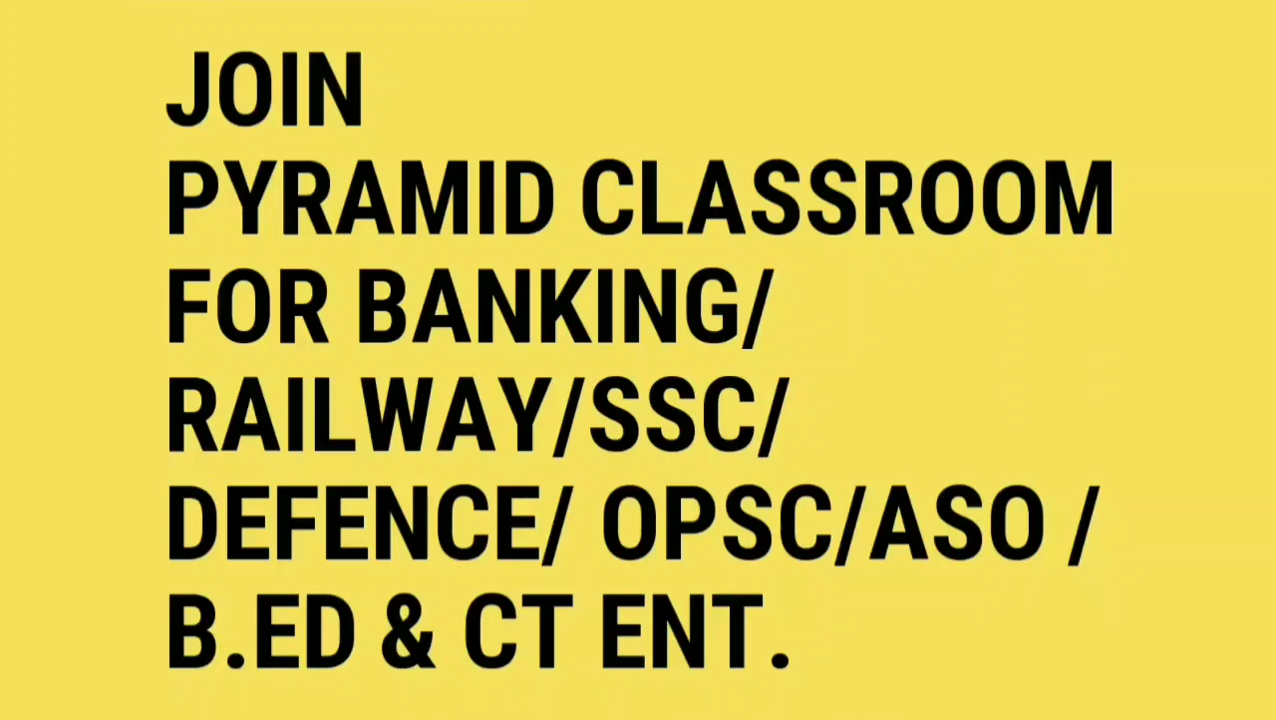 JOIN
PYRAMID CLASSROOM
FOR BANKING/
RAILWAY/SSC/
DEFENCE/ OPSC/ASO /
B.ED & CT ENT.